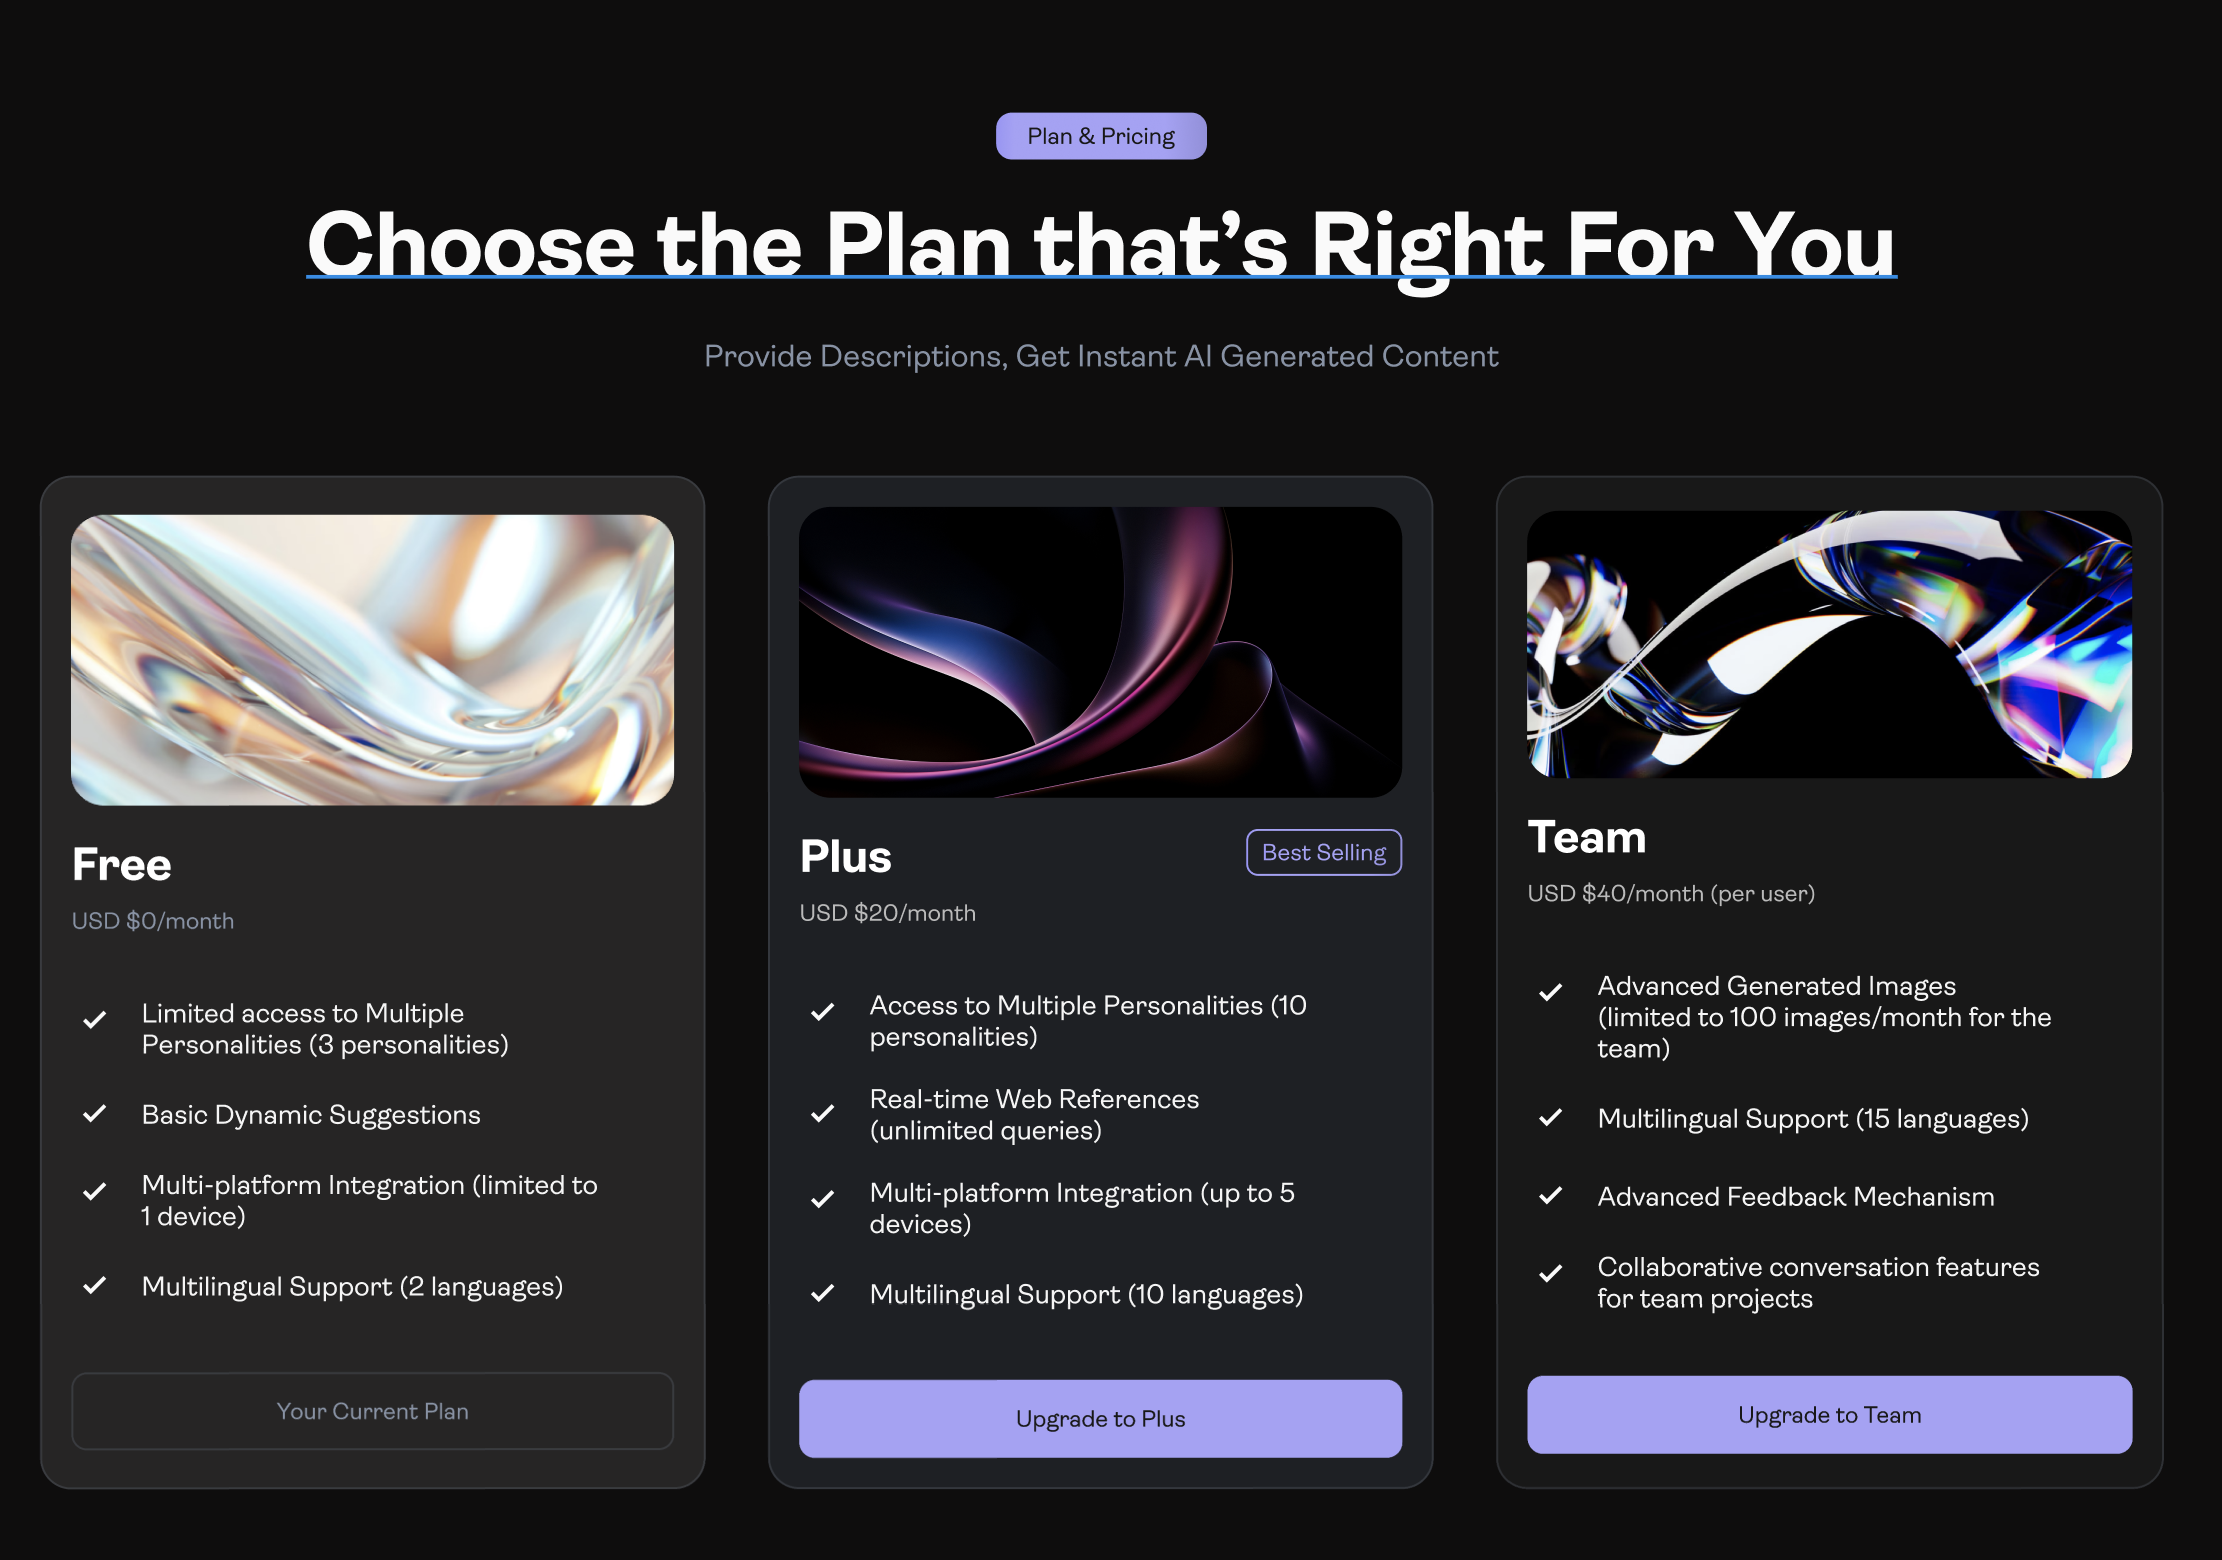 Plan & Pricing
Choose the Plan that’s Right For You
Provide Descriptions, Get Instant AI Generated Content
Free
USD $0/month
Limited access to Multiple
Personalities (3 personalities)
Basic Dynamic Suggestions
Multi-platform Integration (limited to
1 device)
Multilingual Support (2 languages)
Your Current Plan
Plus
Best Selling
USD $20/month
Access to Multiple Personalities (10
personalities)
Real-time Web References
(unlimited queries)
Multi-platform Integration (up to 5
devices)
Multilingual Support (10 languages)
Upgrade to Plus
Team
USD $40/month (per user)
Advanced Generated Images
(limited to 100 images/month for the
team)
Multilingual Support (15 languages)
Advanced Feedback Mechanism
Collaborative conversation features
for team projects
Upgrade to Team